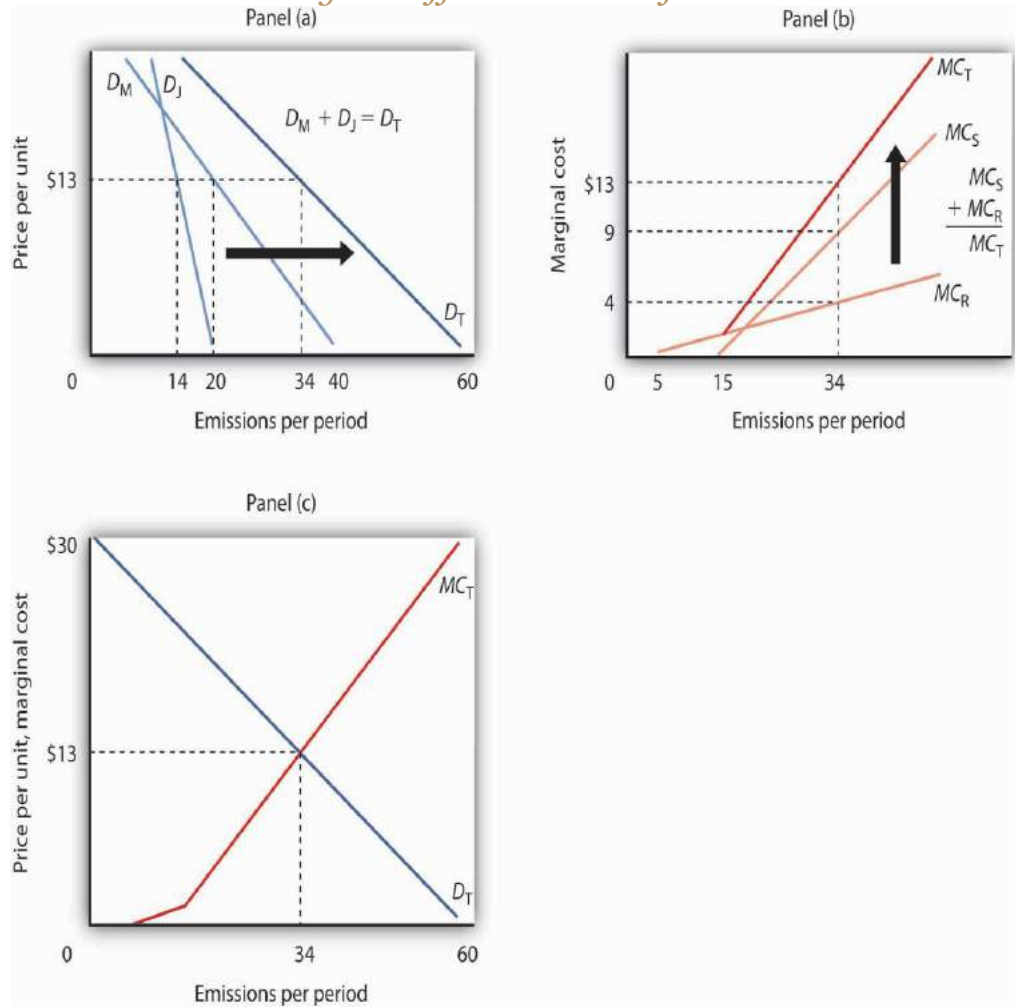 Panel (a)
D_M
D_J
D_M + D_J = D_T
Price per unit
$13
D_T
0
14
20
34
40
60
Emissions per period
Panel (b)
MC_T
MC_S
Marginal cost
$13
MC_S
+ MC_R
MC_T
9
4
MC_R
0
5
15
34
Emissions per period
Panel (c)
$30
MC_T
Price per unit, marginal cost
$13
D_T
0
34
60
Emissions per period